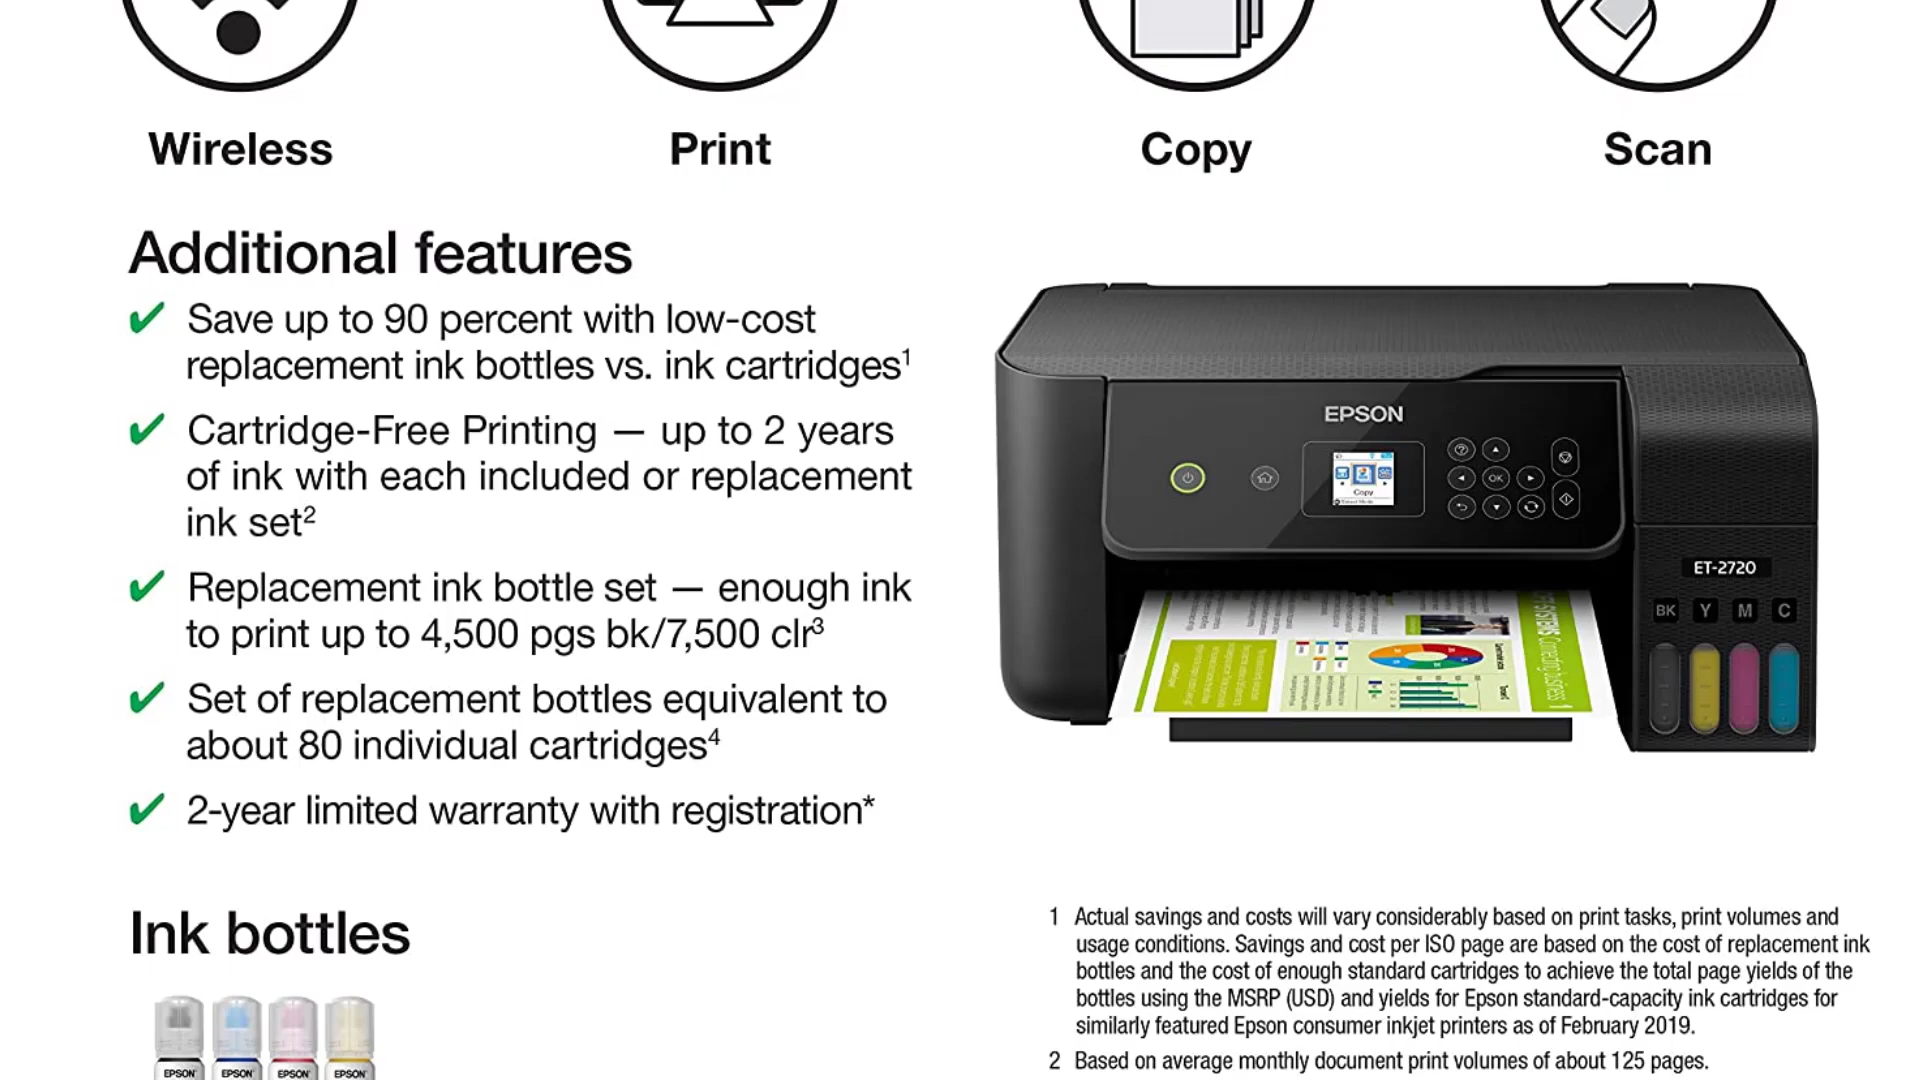 Wireless
Print
Copy
Scan
Additional features
✔ Save up to 90 percent with low-cost
replacement ink bottles vs. ink cartridges¹
✔ Cartridge-Free Printing — up to 2 years
of ink with each included or replacement
ink set²
✔ Replacement ink bottle set — enough ink
to print up to 4,500 pgs bk/7,500 clr³
✔ Set of replacement bottles equivalent to
about 80 individual cartridges⁴
✔ 2-year limited warranty with registration*
EPSON
Copy
OK
ET-2720
BK Y M C
Ink bottles
EPSON EPSON EPSON EPSON
1 Actual savings and costs will vary considerably based on print tasks, print volumes and
usage conditions. Savings and cost per ISO page are based on the cost of replacement ink
bottles and the cost of enough standard cartridges to achieve the total page yields of the
bottles using the MSRP (USD) and yields for Epson standard-capacity ink cartridges for
similarly featured Epson consumer inkjet printers as of February 2019.
2 Based on average monthly document print volumes of about 125 pages.